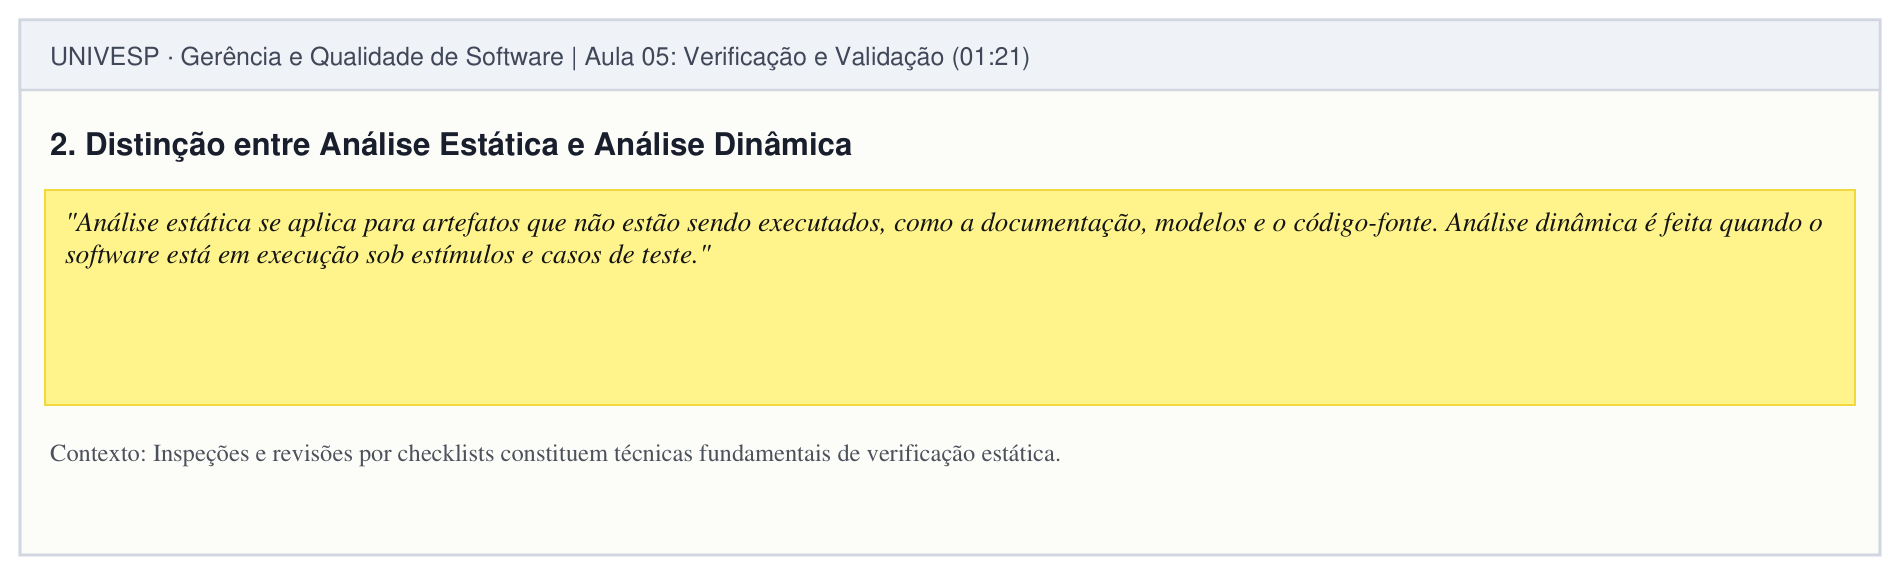 UNIVESP · Gerência e Qualidade de Software | Aula 05: Verificação e Validação (01:21)
2. Distinção entre Análise Estática e Análise Dinâmica
"Análise estática se aplica para artefatos que não estão sendo executados, como a documentação, modelos e o código-fonte. Análise dinâmica é feita quando o
software está em execução sob estímulos e casos de teste."
Contexto: Inspeções e revisões por checklists constituem técnicas fundamentais de verificação estática.